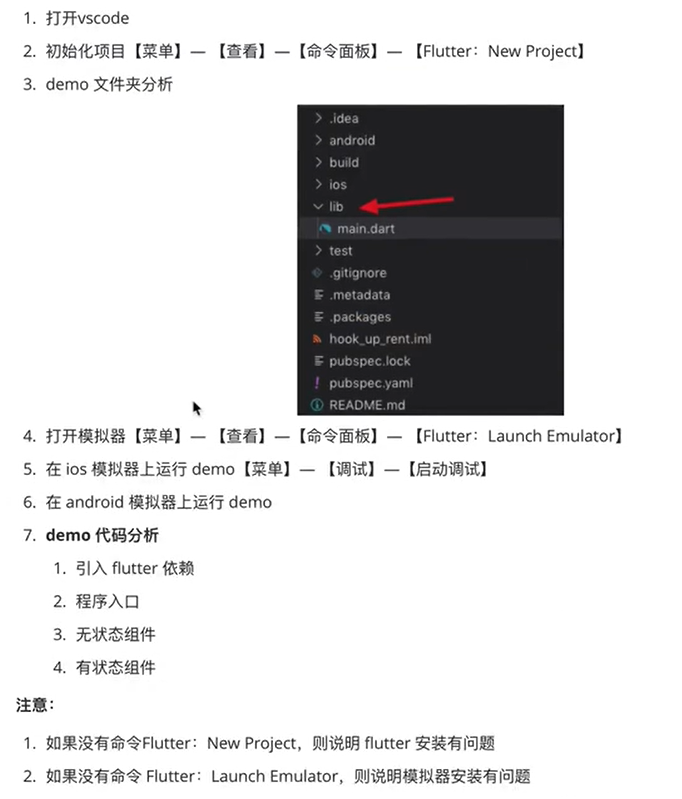 1. 打开vscode
2. 初始化项目【菜单】— 【查看】—【命令面板】— 【Flutter：New Project】
3. demo 文件夹分析
.idea
android
build
ios
lib
main.dart
test
.gitignore
.metadata
.packages
hook_up_rent.iml
pubspec.lock
pubspec.yaml
README.md
4. 打开模拟器【菜单】— 【查看】—【命令面板】— 【Flutter：Launch Emulator】
5. 在 ios 模拟器上运行 demo【菜单】— 【调试】—【启动调试】
6. 在 android 模拟器上运行 demo
7. demo 代码分析
1. 引入 flutter 依赖
2. 程序入口
3. 无状态组件
4. 有状态组件
注意：
1. 如果没有命令Flutter：New Project，则说明 flutter 安装有问题
2. 如果没有命令 Flutter：Launch Emulator，则说明模拟器安装有问题